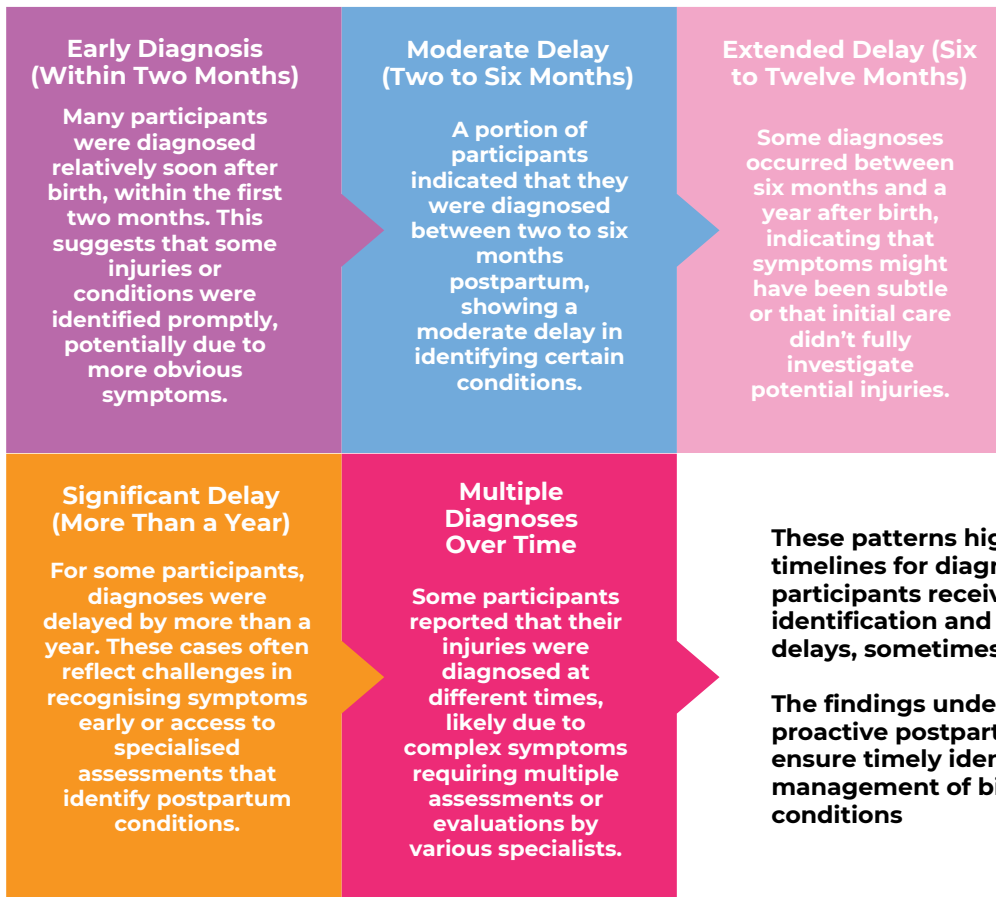 Early Diagnosis
(Within Two Months)
Many participants
were diagnosed
relatively soon after
birth, within the first
two months. This
suggests that some
injuries or
conditions were
identified promptly,
potentially due to
more obvious
symptoms.
Moderate Delay
(Two to Six Months)
A portion of
participants
indicated that they
were diagnosed
between two to six
months
postpartum,
showing a
moderate delay in
identifying certain
conditions.
Extended Delay (Six
to Twelve Months)
Some diagnoses
occurred between
six months and a
year after birth,
indicating that
symptoms might
have been subtle
or that initial care
didn’t fully
investigate
potential injuries.
Significant Delay
(More Than a Year)
For some participants,
diagnoses were
delayed by more than a
year. These cases often
reflect challenges in
recognising symptoms
early or access to
specialised
assessments that
identify postpartum
conditions.
Multiple
Diagnoses
Over Time
Some participants
reported that their
injuries were
diagnosed at
different times,
likely due to
complex symptoms
requiring multiple
assessments or
evaluations by
various specialists.
These patterns
timelines for
participants
identification and
delays, sometimes
The findings
proactive
ensure timely
management of
conditions